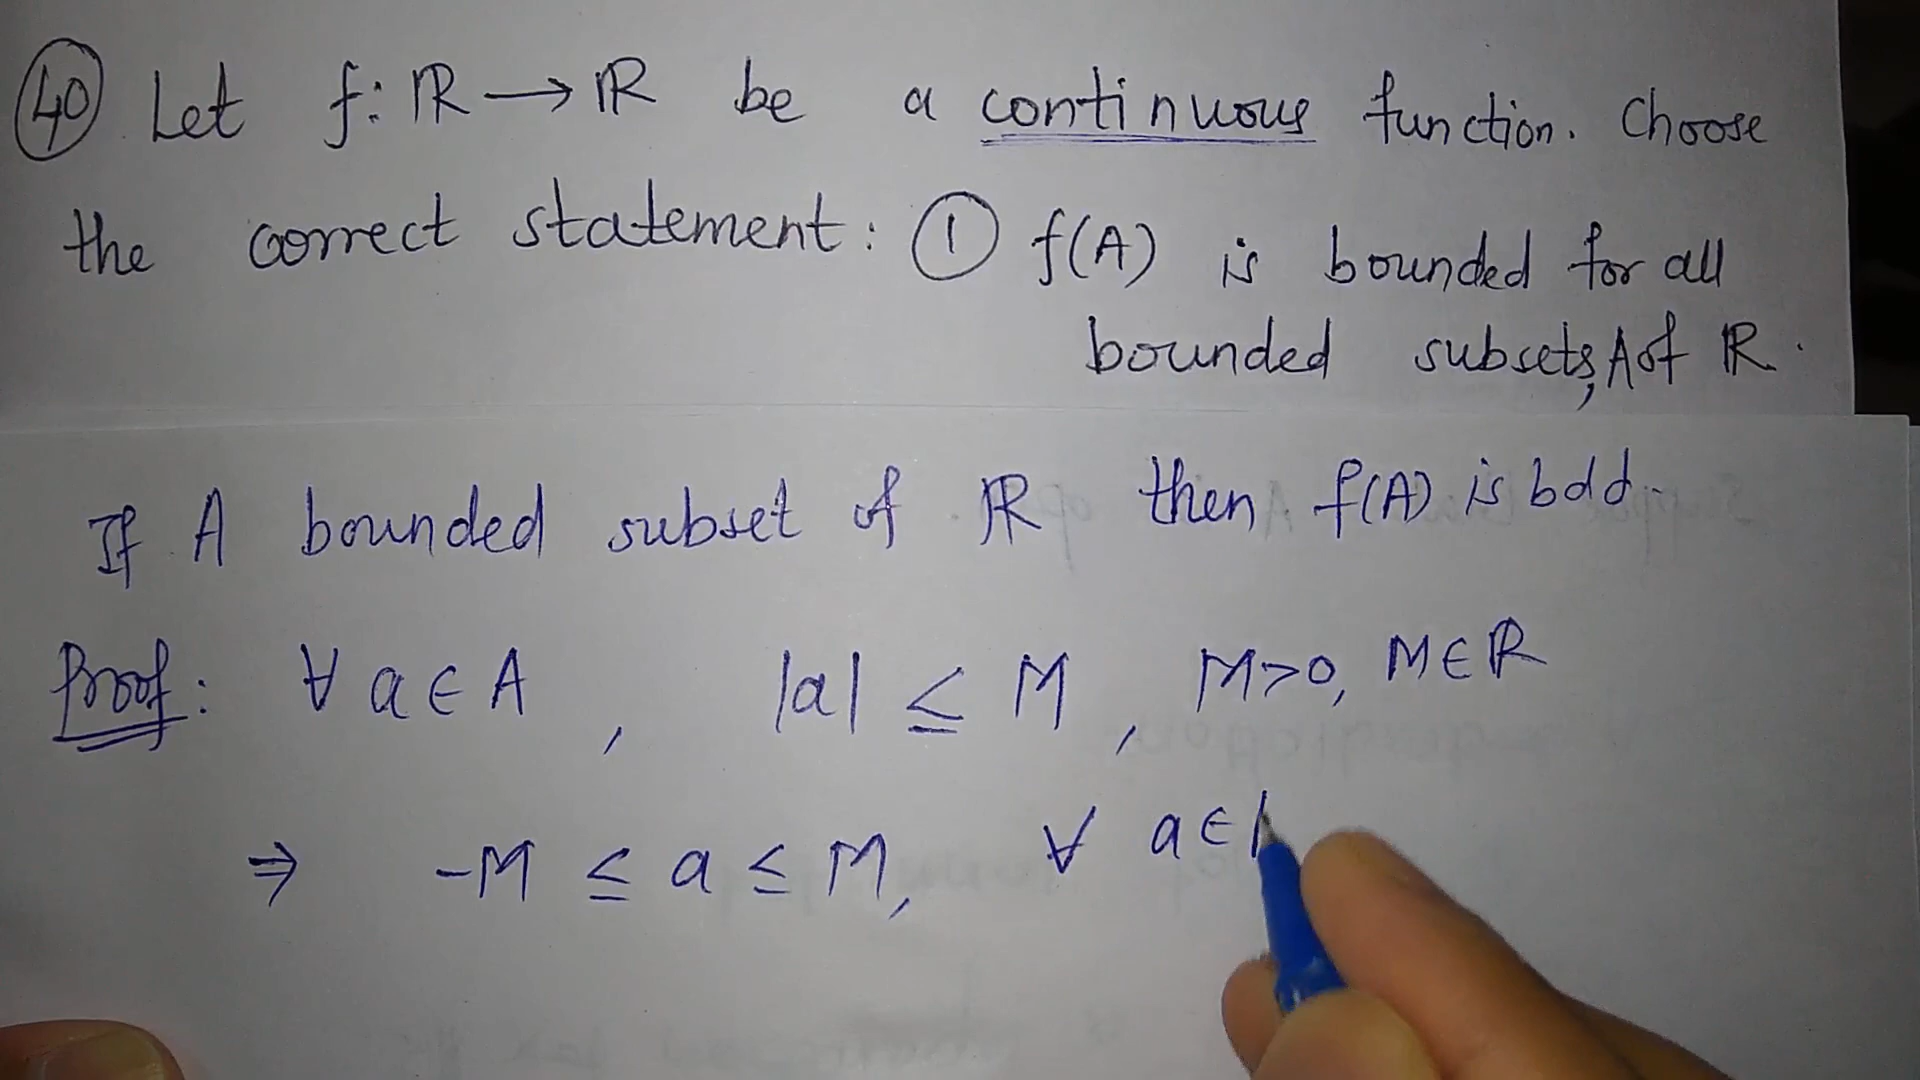 40 Let f: ℝ → ℝ be a continuous function. Choose
the correct statement: ① f(A) is bounded for all
bounded subsets, A of ℝ.
If A bounded subset of ℝ then f(A) is bdd.
Proof: ∀ a ∈ A, |a| ≤ M, M>0, M∈ℝ
⇒ -M ≤ a ≤ M, ∀ a ∈